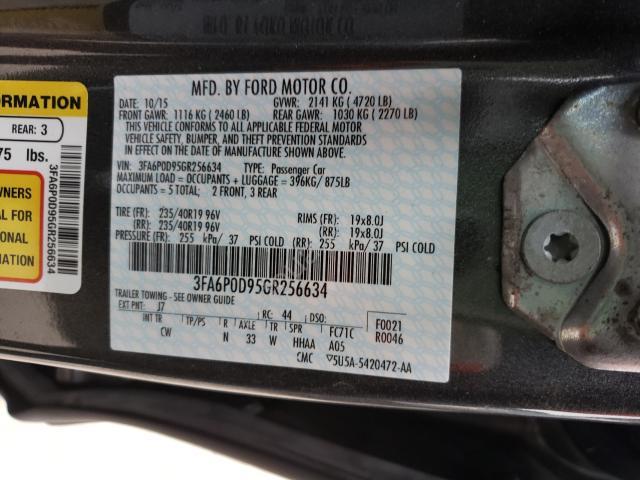 ORMATION
REAR: 3
75 lbs.
3FA6P0D95GR256634
WNERS
AL FOR
ONAL
ON
MFD. BY FORD MOTOR CO.
DATE: 10/15 GVWR: 2141 KG ( 4720 LB)
FRONT GAWR: 1116 KG ( 2460 LB) REAR GAWR: 1030 KG ( 2270 LB)
THIS VEHICLE CONFORMS TO ALL APPLICABLE FEDERAL MOTOR
VEHICLE SAFETY, BUMPER, AND THEFT PREVENTION STANDARDS
IN EFFECT ON THE DATE OF MANUFACTURE SHOWN ABOVE.
VIN: 3FA6P0D95GR256634 TYPE: Passenger Car
MAXIMUM LOAD = OCCUPANTS + LUGGAGE = 396KG/ 875LB
OCCUPANTS = 5 TOTAL: 2 FRONT, 3 REAR
TIRE (FR): 235/40R19 96V RIMS (FR): 19x8.0J
(RR): 235/40R19 96V (RR): 19x8.0J
PRESSURE (FR): 255 kPa/ 37 PSI COLD (RR): 255 kPa/ 37 PSI COLD
3FA6P0D95GR256634
TRAILER TOWING - SEE OWNER GUIDE
EXT PNT: J7 RC: 44 DSO: F0021
INT TR TP/PS R AXLE TR SPR FC71C R0046
CW N 33 W HHAA A05
CMC ▽5U5A-5420472-AA